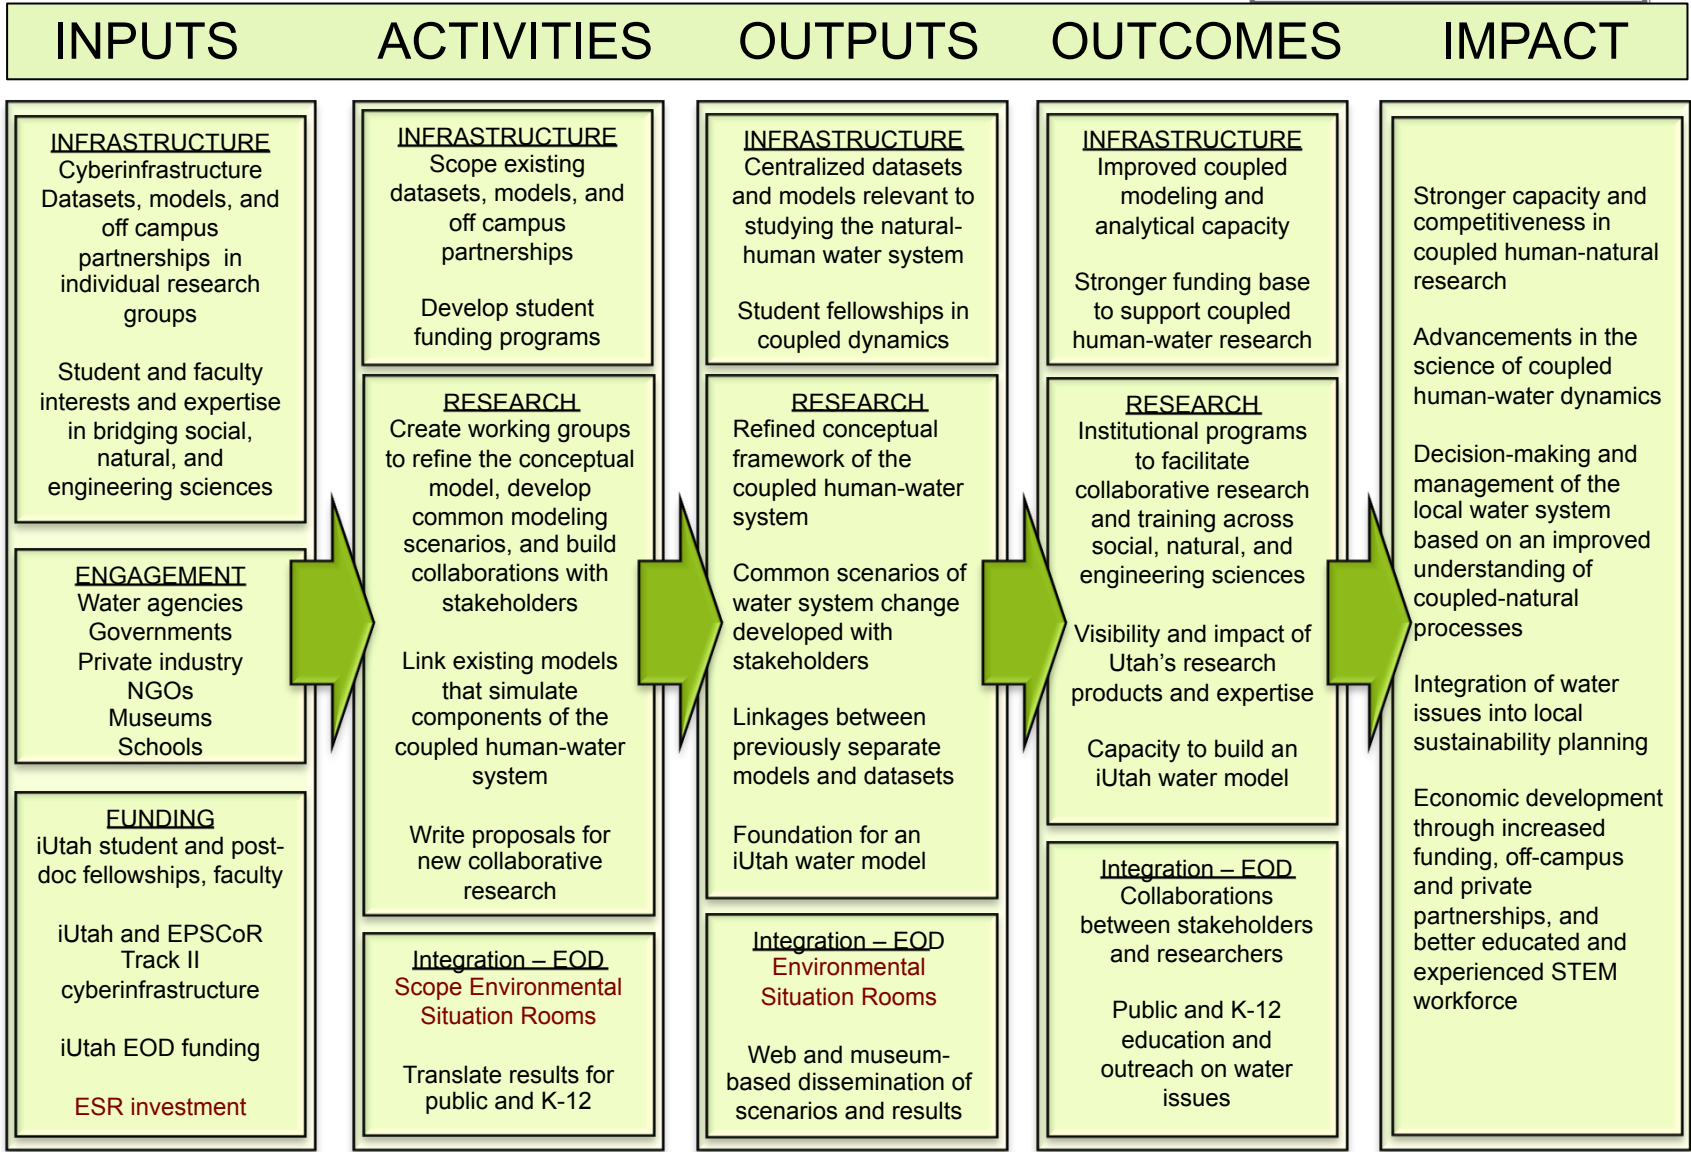 INPUTS
ACTIVITIES
OUTPUTS
OUTCOMES
IMPACT
INFRASTRUCTURE
Cyberinfrastructure
Datasets, models, and
off campus
partnerships in
individual research
groups
Student and faculty
interests and expertise
in bridging social,
natural, and
engineering sciences
ENGAGEMENT
Water agencies
Governments
Private industry
NGOs
Museums
Schools
FUNDING
iUtah student and post-
doc fellowships, faculty
iUtah and EPSCoR
Track II
cyberinfrastructure
iUtah EOD funding
ESR investment
INFRASTRUCTURE
Scope existing
datasets, models, and
off campus
partnerships
Develop student
funding programs
RESEARCH
Create working groups
to refine the conceptual
model, develop
common modeling
scenarios, and build
collaborations with
stakeholders
Link existing models
that simulate
components of the
coupled human-water
system
Write proposals for
new collaborative
research
Integration – EOD
Scope Environmental
Situation Rooms
Translate results for
public and K-12
INFRASTRUCTURE
Centralized datasets
and models relevant to
studying the natural-
human water system
Student fellowships in
coupled dynamics
RESEARCH
Refined conceptual
framework of the
coupled human-water
system
Common scenarios of
water system change
developed with
stakeholders
Linkages between
previously separate
models and datasets
Foundation for an
iUtah water model
Integration – EOD
Environmental
Situation Rooms
Web and museum-
based dissemination of
scenarios and results
INFRASTRUCTURE
Improved coupled
modeling and
analytical capacity
Stronger funding base
to support coupled
human-water research
RESEARCH
Institutional programs
to facilitate
collaborative research
and training across
social, natural, and
engineering sciences
Visibility and impact of
Utah's research
products and expertise
Capacity to build an
iUtah water model
Integration – EOD
Collaborations
between stakeholders
and researchers
Public and K-12
education and
outreach on water
issues
Stronger capacity and
competitiveness in
coupled human-natural
research
Advancements in the
science of coupled
human-water dynamics
Decision-making and
management of the
local water system
based on an improved
understanding of
coupled-natural
processes
Integration of water
issues into local
sustainability planning
Economic development
through increased
funding, off-campus
and private
partnerships, and
better educated and
experienced STEM
workforce